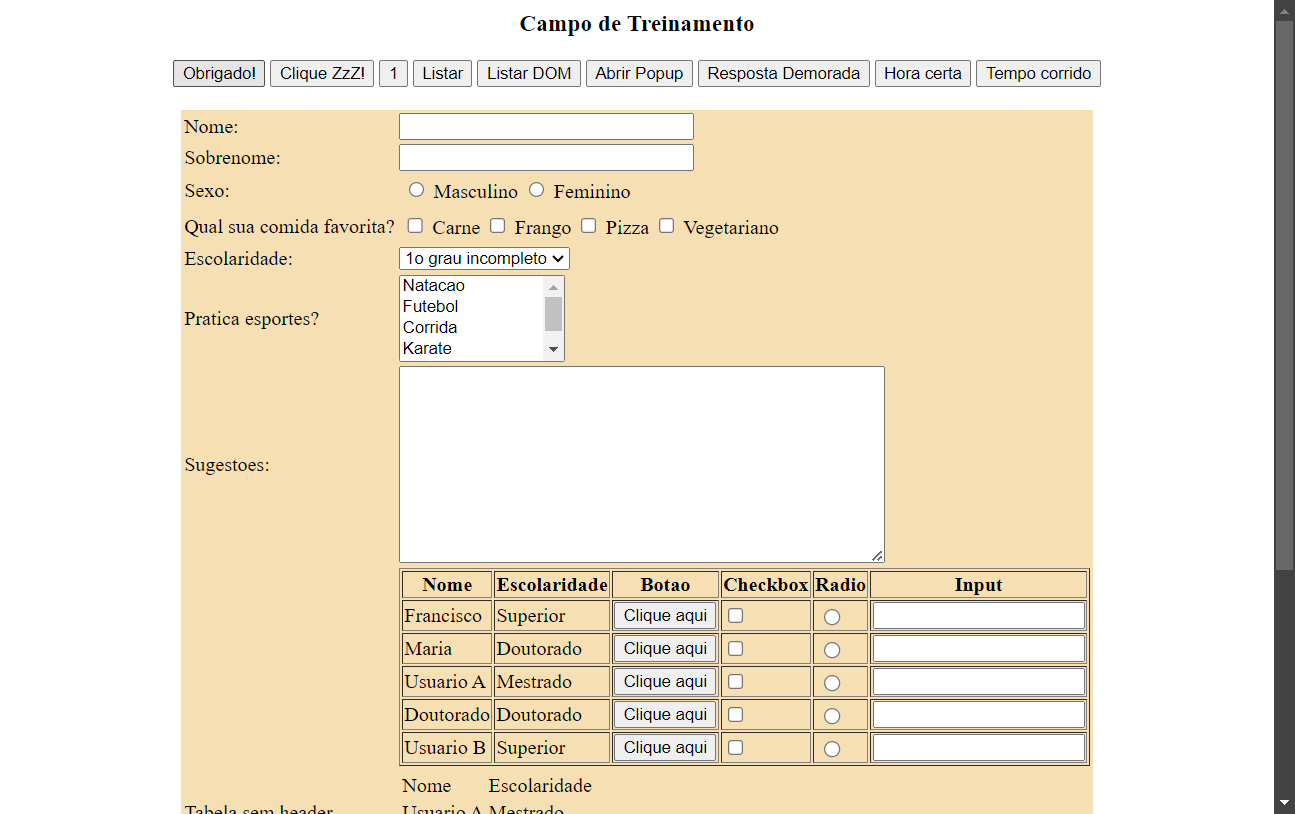 Campo de Treinamento
Obrigado! Clique ZzZ! 1 Listar Listar DOM Abrir Popup Resposta Demorada Hora certa Tempo corrido
Nome:
Sobrenome:
Sexo: Masculino Feminino
Qual sua comida favorita? Carne Frango Pizza Vegetariano
Escolaridade: 1o grau incompleto
Pratica esportes?
Natacao
Futebol
Corrida
Karate
Sugestoes:
Nome Escolaridade Botao Checkbox Radio Input
Francisco Superior Clique aqui
Maria Doutorado Clique aqui
Usuario A Mestrado Clique aqui
Doutorado Doutorado Clique aqui
Usuario B Superior Clique aqui
Nome Escolaridade
Tabela sem header Usuario A Mestrado